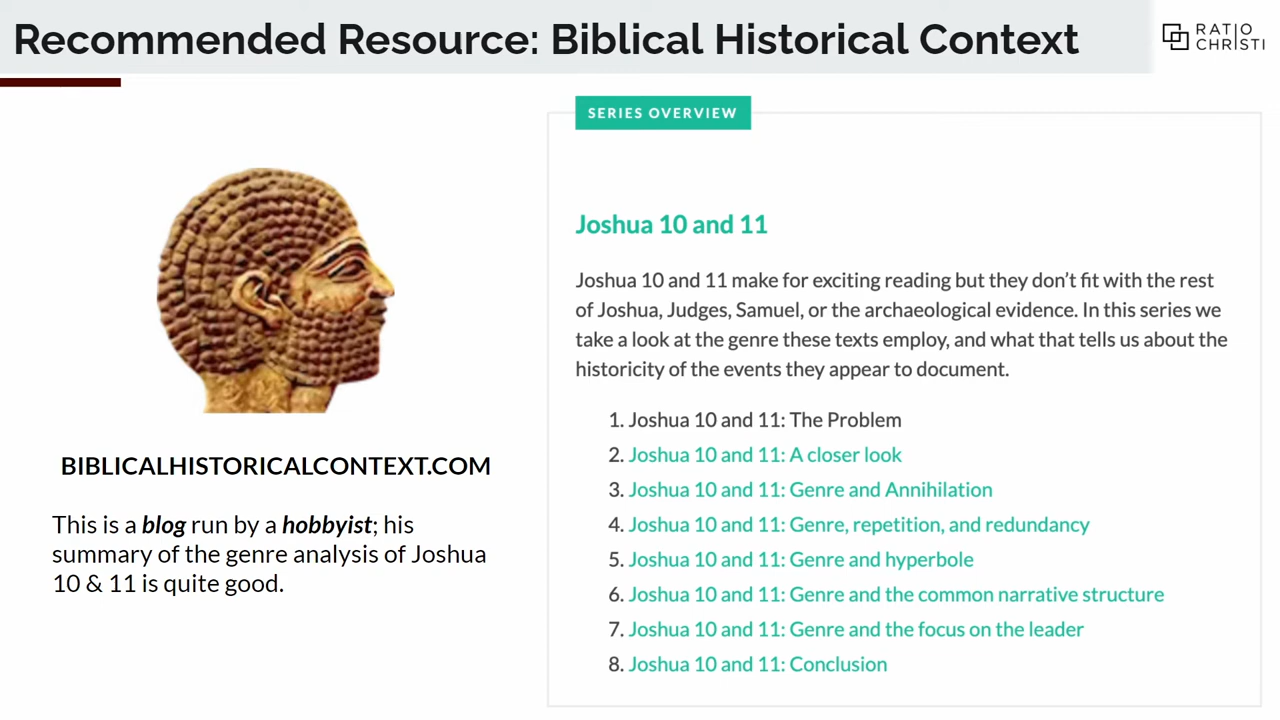 Recommended Resource: Biblical Historical Context
RATIO
CHRISTI
BIBLICALHISTORICALCONTEXT.COM
This is a blog run by a hobbyist; his
summary of the genre analysis of Joshua
10 & 11 is quite good.
SERIES OVERVIEW
Joshua 10 and 11
Joshua 10 and 11 make for exciting reading but they don’t fit with the rest
of Joshua, Judges, Samuel, or the archaeological evidence. In this series we
take a look at the genre these texts employ, and what that tells us about the
historicity of the events they appear to document.
1. Joshua 10 and 11: The Problem
2. Joshua 10 and 11: A closer look
3. Joshua 10 and 11: Genre and Annihilation
4. Joshua 10 and 11: Genre, repetition, and redundancy
5. Joshua 10 and 11: Genre and hyperbole
6. Joshua 10 and 11: Genre and the common narrative structure
7. Joshua 10 and 11: Genre and the focus on the leader
8. Joshua 10 and 11: Conclusion